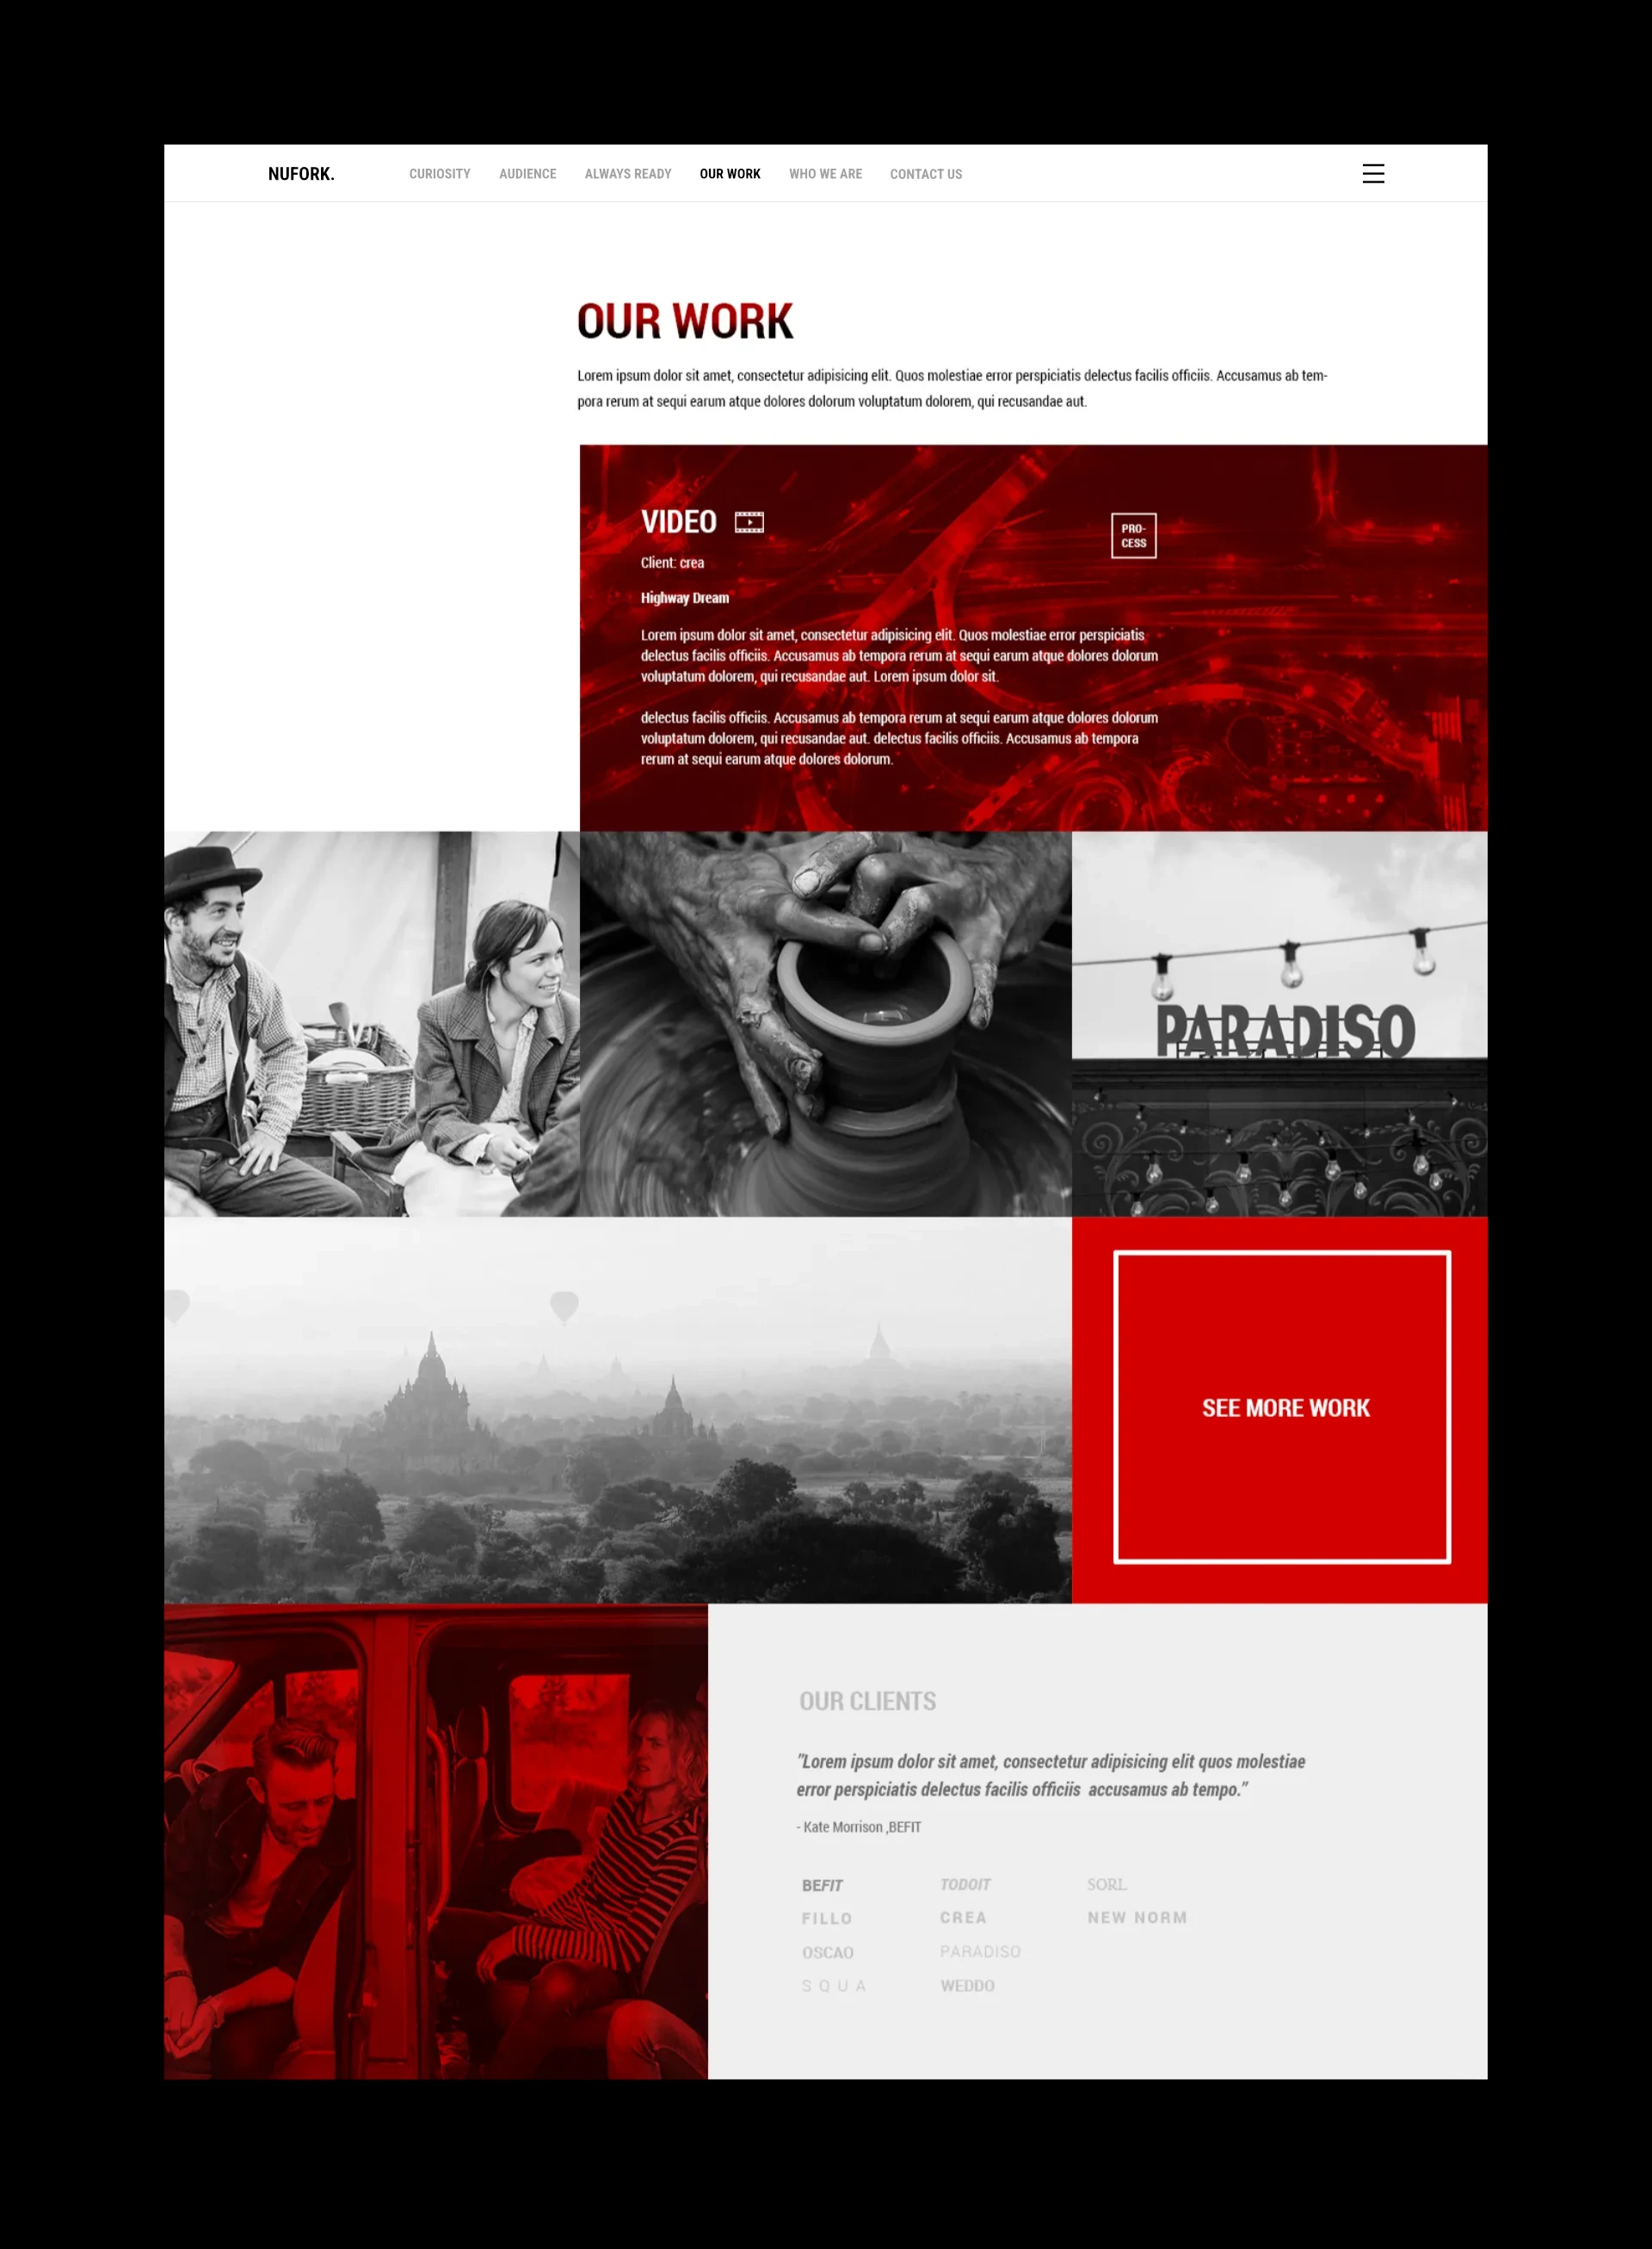 NUFORK.
CURIOSITY
AUDIENCE
ALWAYS READY
OUR WORK
WHO WE ARE
CONTACT US
OUR WORK
Lorem ipsum dolor sit amet, consectetur adipisicing elit. Quos molestiae error perspiciatis delectus facilis officiis. Accusamus ab tem-
pora rerum at sequi earum atque dolores dolorum voluptatum dolorem, qui recusandae aut.
VIDEO
PRO-
CESS
Client: crea
Highway Dream
Lorem ipsum dolor sit amet, consectetur adipisicing elit. Quos molestiae error perspiciatis
delectus facilis officiis. Accusamus ab tempora rerum at sequi earum atque dolores dolorum
voluptatum dolorem, qui recusandae aut. Lorem ipsum dolor sit.
delectus facilis officiis. Accusamus ab tempora rerum at sequi earum atque dolores dolorum
voluptatum dolorem, qui recusandae aut. delectus facilis officiis. Accusamus ab tempora
rerum at sequi earum atque dolores dolorum.
PARADISO
SEE MORE WORK
OUR CLIENTS
"Lorem ipsum dolor sit amet, consectetur adipisicing elit quos molestiae
error perspiciatis delectus facilis officiis  accusamus ab tempo."
- Kate Morrison ,BEFIT
BEFIT
TODOIT
SORL
FILLO
CREA
NEW NORM
OSCAO
PARADISO
SQUA
WEDDO